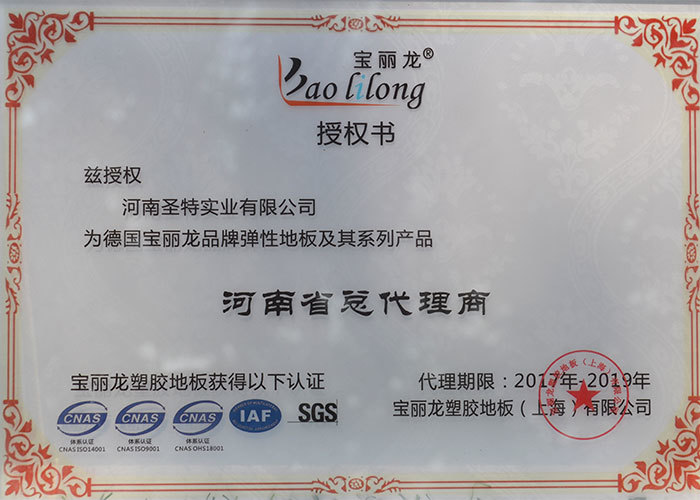 宝丽龙®
Baolilong
授权书
兹授权
河南圣特实业有限公司
为德国宝丽龙品牌弹性地板及其系列产品
河南省总代理商
宝丽龙塑胶地板获得以下认证
代理期限：2017年-2019年
宝丽龙塑胶地板（上海）有限公司
CNAS CNAS CNAS IAF SGS
体系认证 体系认证 体系认证
CNAS ISO14001 CNAS ISO9001 CNAS OHS18001